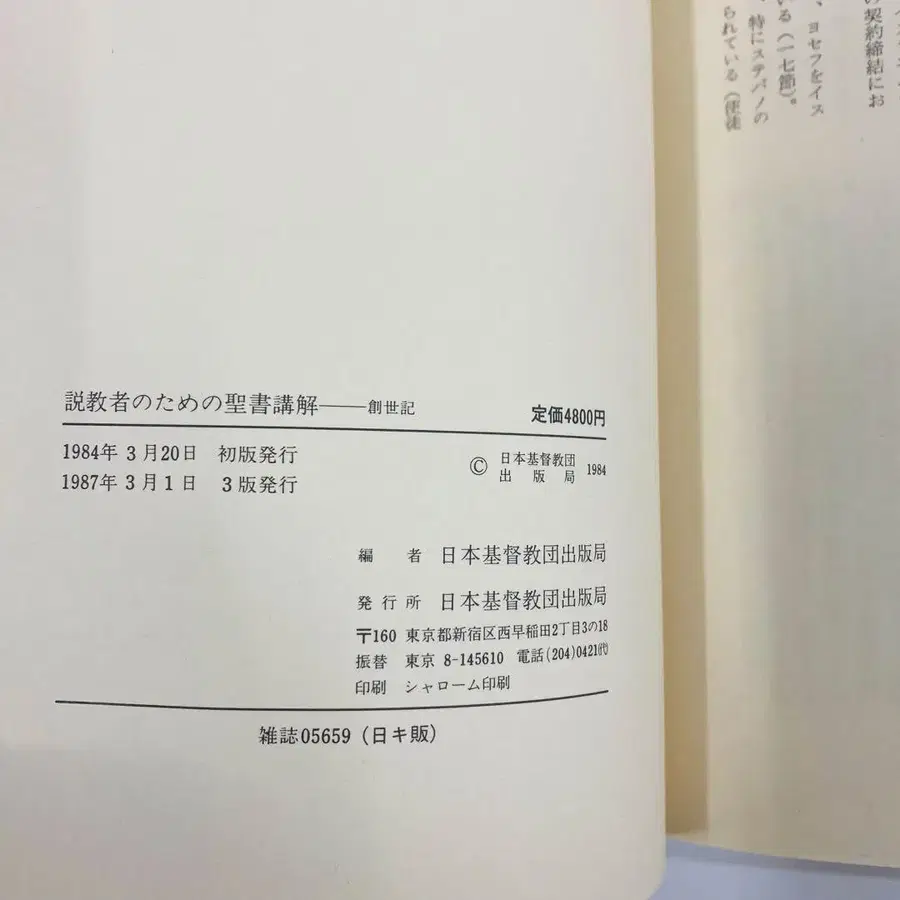 の契約締結にお
、ヨセフをイス
いる（一七節）。
、特にステパノの
られている（使徒
説教者のための聖書講解——創世記
定価4800円
1984年 3月20日 初版発行
1987年 3月1日 3版発行
© 日本基督教団出版局 1984
編者 日本基督教団出版局
発行所 日本基督教団出版局
〒160 東京都新宿区西早稲田2丁目3の18
振替 東京 8-145610 電話(204)0421(代)
印刷 シャローム印刷
雑誌05659（日キ販）